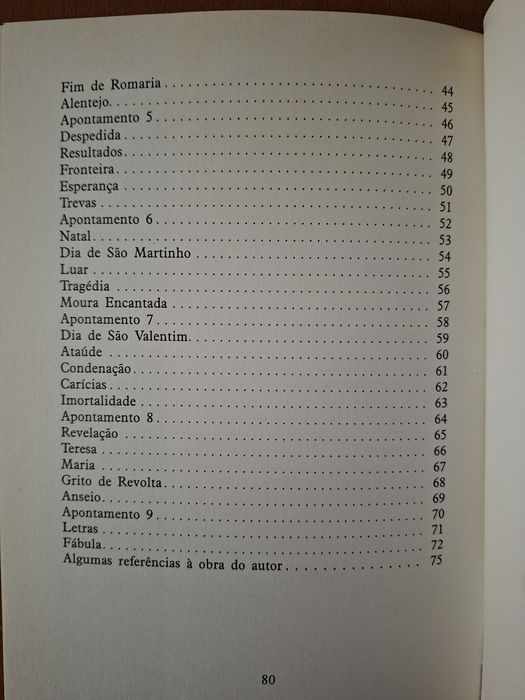 Fim de Romaria . . . . . . . . . . . . . . . . . . . . . . . . . . . . . . . . . . 44
Alentejo. . . . . . . . . . . . . . . . . . . . . . . . . . . . . . . . . . . . . . . . 45
Apontamento 5 . . . . . . . . . . . . . . . . . . . . . . . . . . . . . . . . . . 46
Despedida . . . . . . . . . . . . . . . . . . . . . . . . . . . . . . . . . . . . . . 47
Resultados. . . . . . . . . . . . . . . . . . . . . . . . . . . . . . . . . . . . . . 48
Fronteira. . . . . . . . . . . . . . . . . . . . . . . . . . . . . . . . . . . . . . . 49
Esperança . . . . . . . . . . . . . . . . . . . . . . . . . . . . . . . . . . . . . . 50
Trevas . . . . . . . . . . . . . . . . . . . . . . . . . . . . . . . . . . . . . . . . . 51
Apontamento 6 . . . . . . . . . . . . . . . . . . . . . . . . . . . . . . . . . . 52
Natal. . . . . . . . . . . . . . . . . . . . . . . . . . . . . . . . . . . . . . . . . . 53
Dia de São Martinho . . . . . . . . . . . . . . . . . . . . . . . . . . . . . 54
Luar . . . . . . . . . . . . . . . . . . . . . . . . . . . . . . . . . . . . . . . . . . 55
Tragédia . . . . . . . . . . . . . . . . . . . . . . . . . . . . . . . . . . . . . . . 56
Moura Encantada . . . . . . . . . . . . . . . . . . . . . . . . . . . . . . . . 57
Apontamento 7 . . . . . . . . . . . . . . . . . . . . . . . . . . . . . . . . . . 58
Dia de São Valentim. . . . . . . . . . . . . . . . . . . . . . . . . . . . . . 59
Ataúde . . . . . . . . . . . . . . . . . . . . . . . . . . . . . . . . . . . . . . . . 60
Condenação. . . . . . . . . . . . . . . . . . . . . . . . . . . . . . . . . . . . . 61
Carícias. . . . . . . . . . . . . . . . . . . . . . . . . . . . . . . . . . . . . . . . 62
Imortalidade . . . . . . . . . . . . . . . . . . . . . . . . . . . . . . . . . . . . 63
Apontamento 8 . . . . . . . . . . . . . . . . . . . . . . . . . . . . . . . . . . 64
Revelação . . . . . . . . . . . . . . . . . . . . . . . . . . . . . . . . . . . . . . 65
Teresa . . . . . . . . . . . . . . . . . . . . . . . . . . . . . . . . . . . . . . . . . 66
Maria . . . . . . . . . . . . . . . . . . . . . . . . . . . . . . . . . . . . . . . . . 67
Grito de Revolta. . . . . . . . . . . . . . . . . . . . . . . . . . . . . . . . . 68
Anseio. . . . . . . . . . . . . . . . . . . . . . . . . . . . . . . . . . . . . . . . . 69
Apontamento 9 . . . . . . . . . . . . . . . . . . . . . . . . . . . . . . . . . . 70
Letras . . . . . . . . . . . . . . . . . . . . . . . . . . . . . . . . . . . . . . . . . 71
Fábula. . . . . . . . . . . . . . . . . . . . . . . . . . . . . . . . . . . . . . . . . 72
Algumas referências à obra do autor . . . . . . . . . . . . . . . . 75
80